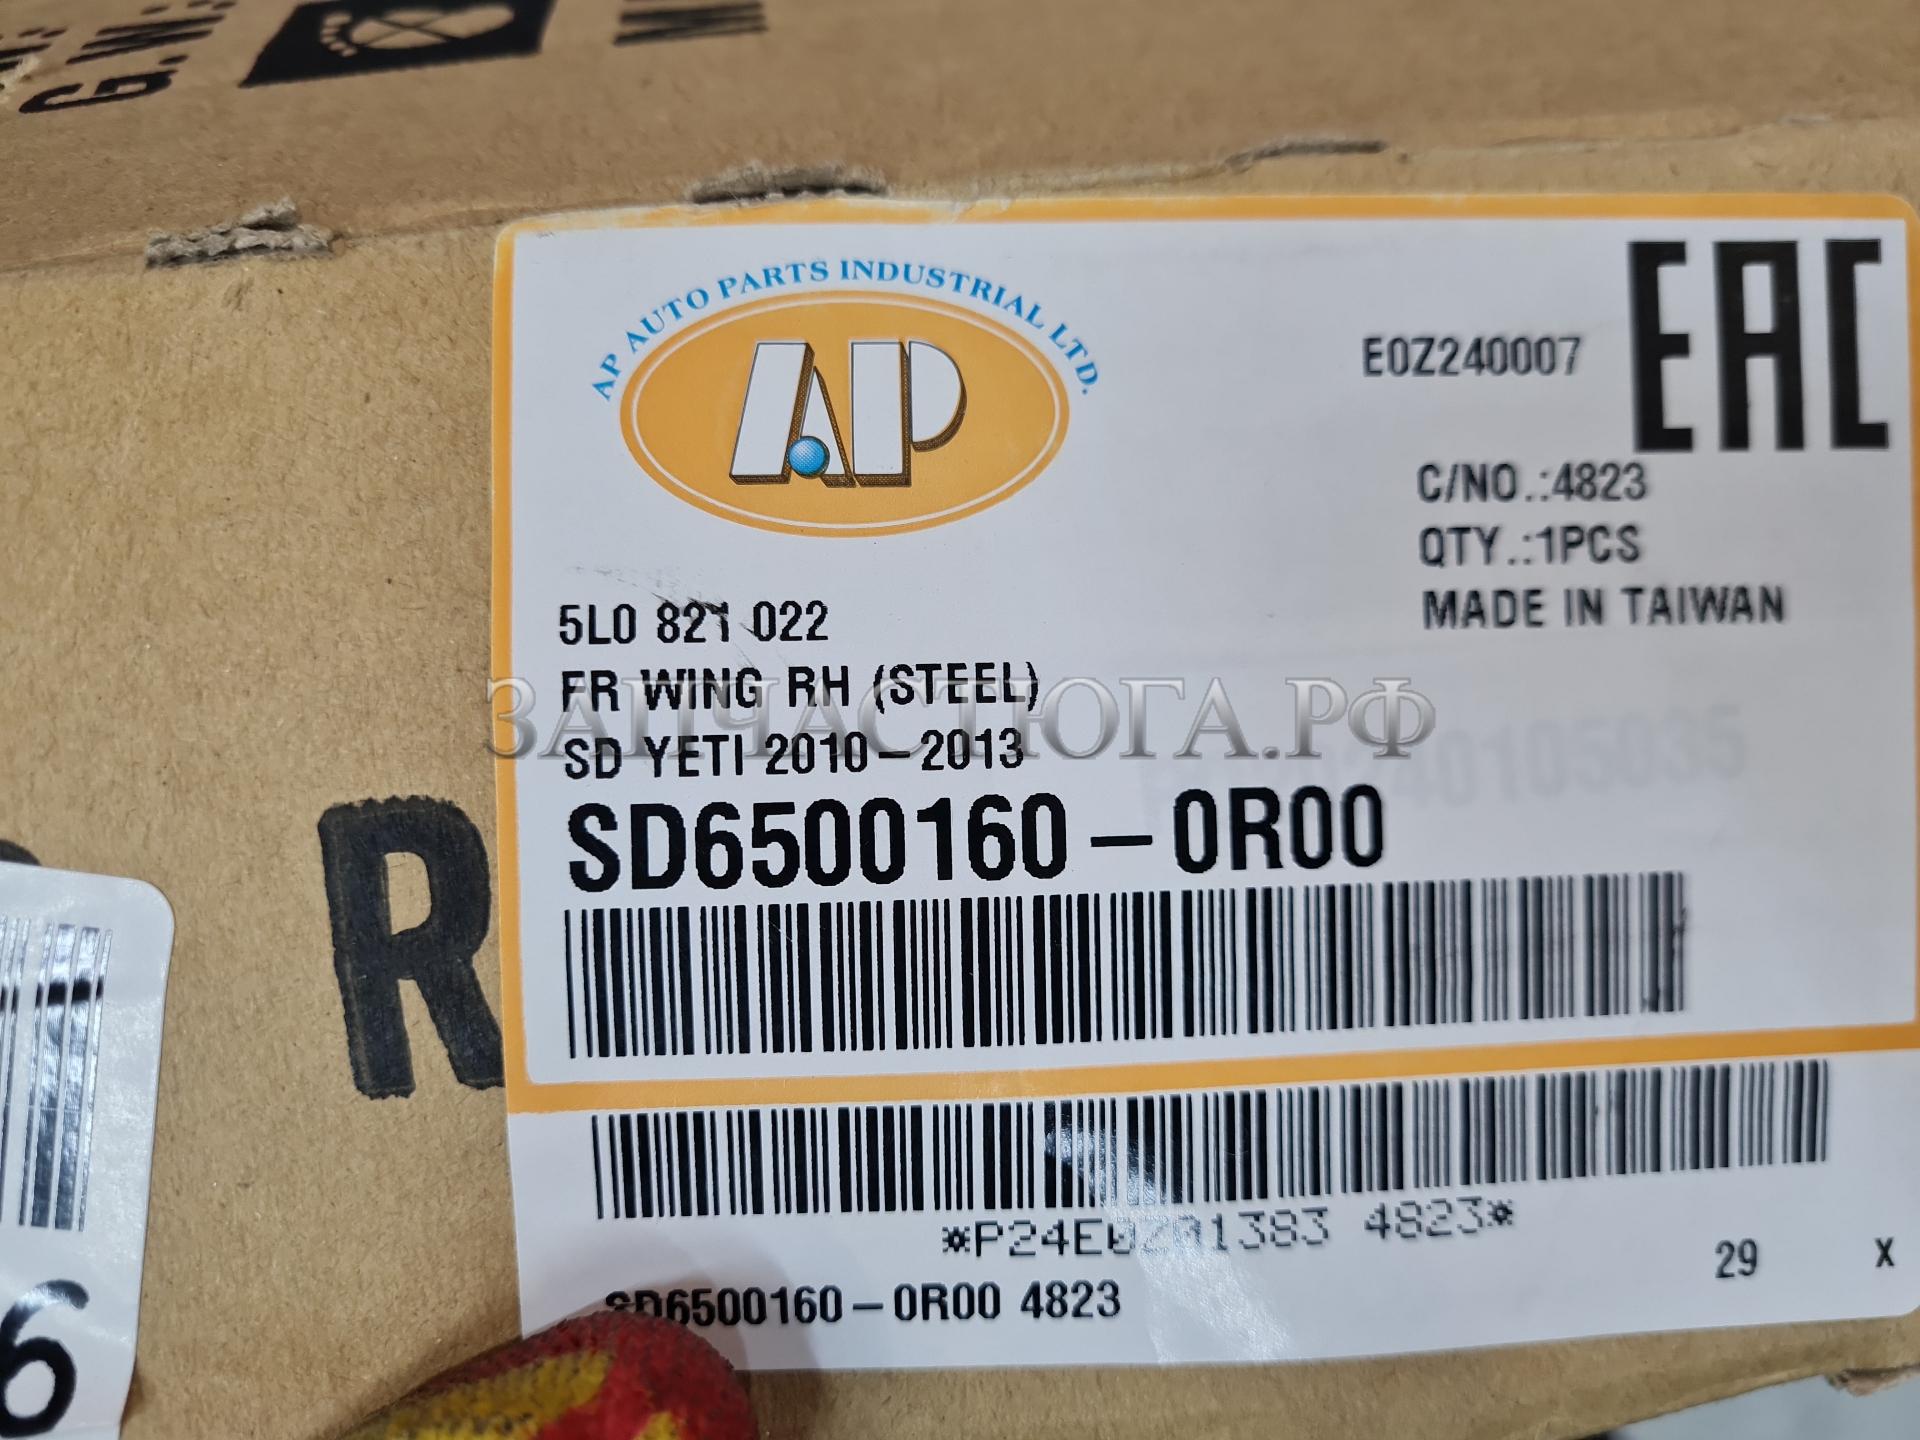 G.W.
AP AUTO PARTS INDUSTRIAL LTD.
AP
E0Z240007
EAC
C/NO.:4823
QTY.:1PCS
MADE IN TAIWAN
5L0 821 022
FR WING RH (STEEL)
SD YETI 2010-2013
ЗАПЧАСТЮГА.РФ
SD6500160-0R00
R
*P24E0Z01383 4823*
SD6500160-0R00 4823
29
X
6